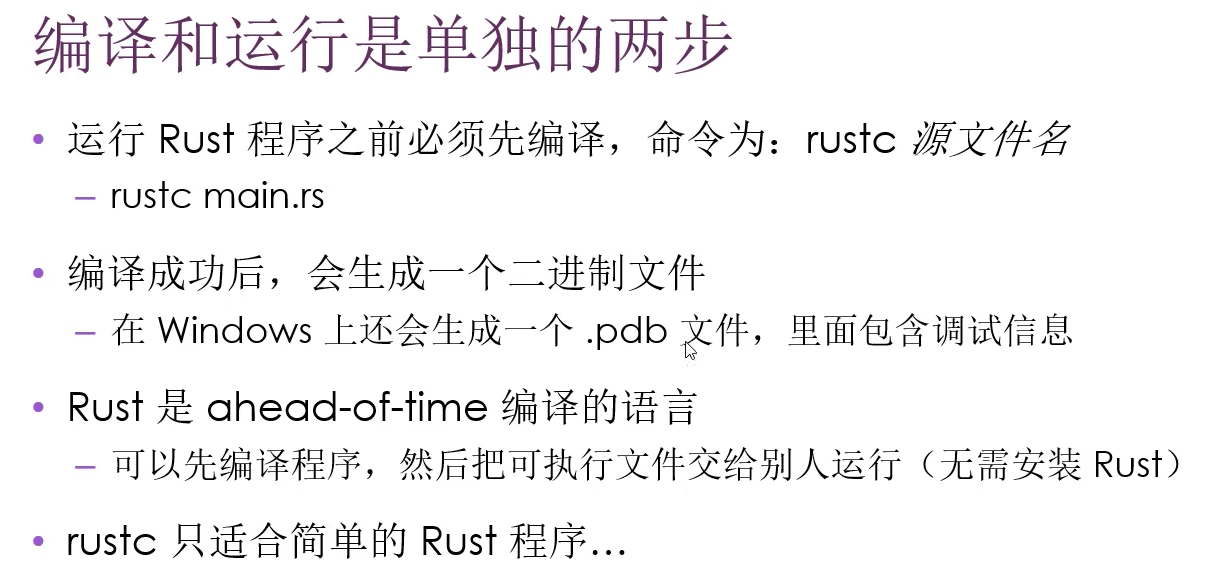 编译和运行是单独的两步
• 运行 Rust 程序之前必须先编译，命令为：rustc 源文件名
– rustc main.rs
• 编译成功后，会生成一个二进制文件
– 在 Windows 上还会生成一个 .pdb 文件，里面包含调试信息
• Rust 是 ahead-of-time 编译的语言
– 可以先编译程序，然后把可执行文件交给别人运行（无需安装 Rust）
• rustc 只适合简单的 Rust 程序…